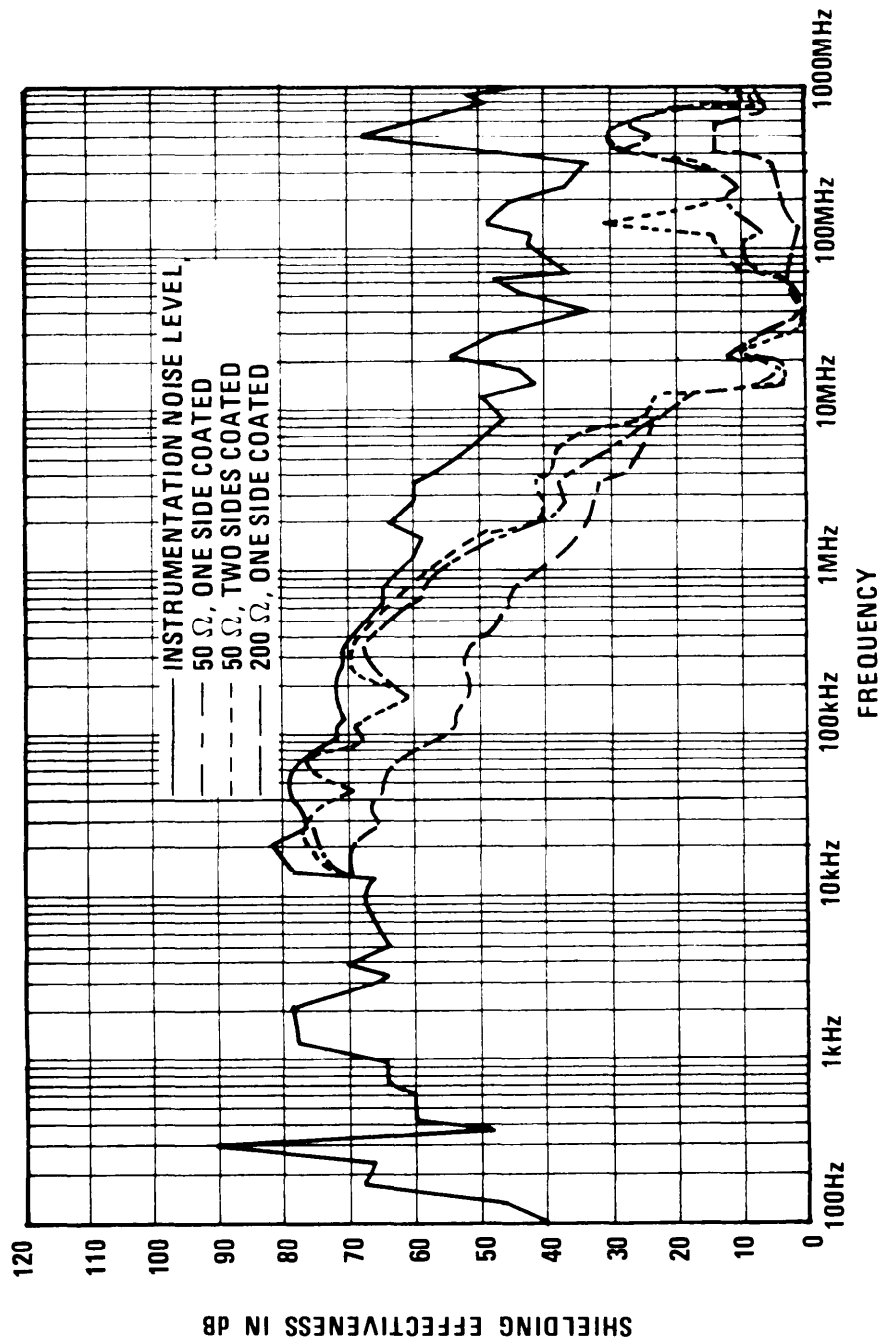 SHIELDING EFFECTIVENESS IN dB
120
110
100
90
80
70
60
50
40
30
20
10
0
INSTRUMENTATION NOISE LEVEL,
50 Ω, ONE SIDE COATED
50 Ω, TWO SIDES COATED
200 Ω, ONE SIDE COATED
100Hz
1kHz
10kHz
100kHz
1MHz
10MHz
100MHz
1000MHz
FREQUENCY